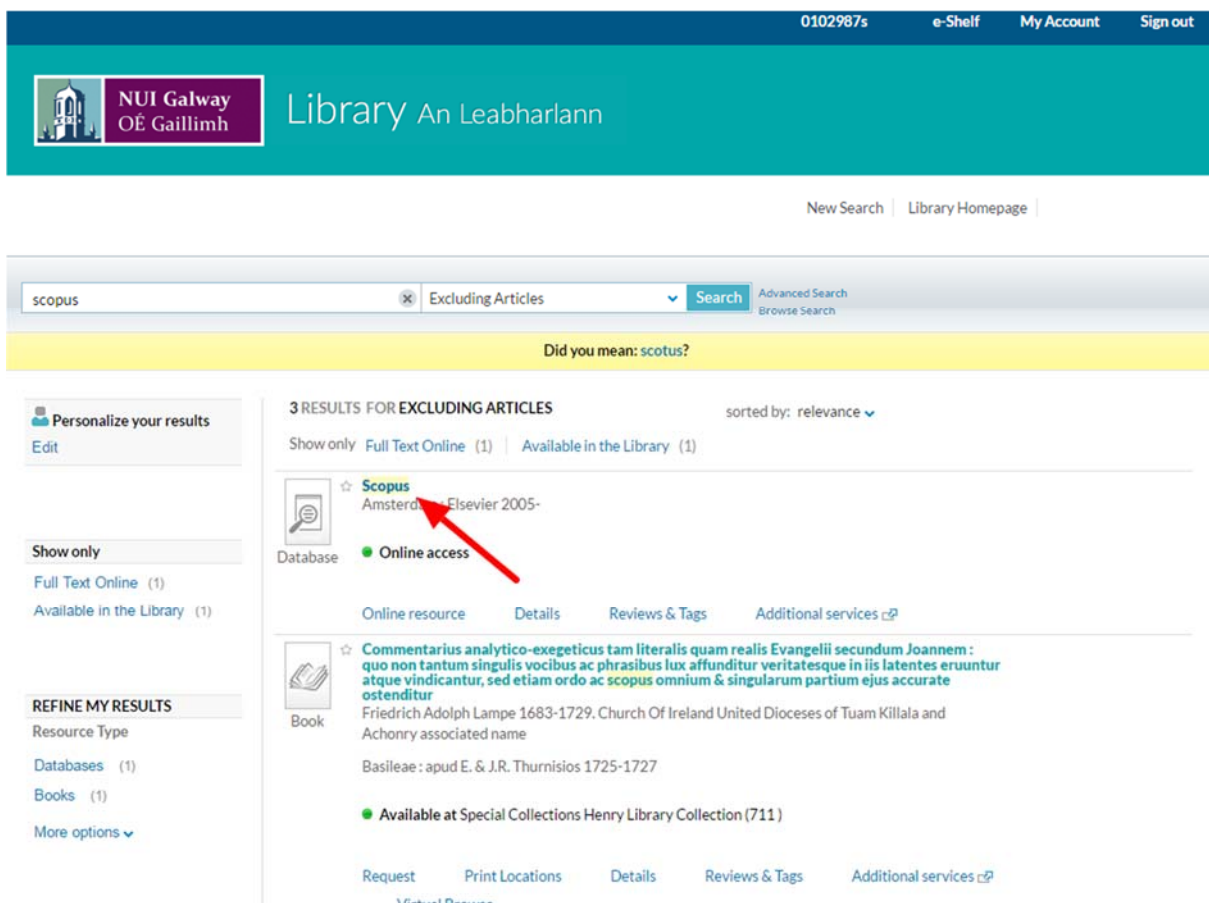 0102987s e-Shelf My Account Sign out
NUI Galway
OÉ Gaillimh
Library An Leabharlann
New Search Library Homepage
scopus Excluding Articles Search Advanced Search
Browse Search
Did you mean: scotus?
Personalize your results
Edit
Show only
Full Text Online (1)
Available in the Library (1)
REFINE MY RESULTS
Resource Type
Databases (1)
Books (1)
More options
3 RESULTS FOR EXCLUDING ARTICLES sorted by: relevance
Show only Full Text Online (1) Available in the Library (1)
Scopus
Elsevier 2005-
Database
Online access
Online resource Details Reviews & Tags Additional services
Commentarius analytico-exegeticus tam literalis quam realis Evangelii secundum Joannem :
quo non tantum singulis vocibus ac phrasibus lux affunditur veritatesque in iis latentes eruuntur
atque vindicantur, sed etiam ordo ac scopus omnium & singularum partium ejus accurate
ostenditur
Book
Friedrich Adolph Lampe 1683-1729. Church Of Ireland United Dioceses of Tuam Killala and
Achonry associated name
Basileae : apud E. & J.R. Thurnisios 1725-1727
Available at Special Collections Henry Library Collection (711 )
Request Print Locations Details Reviews & Tags Additional services